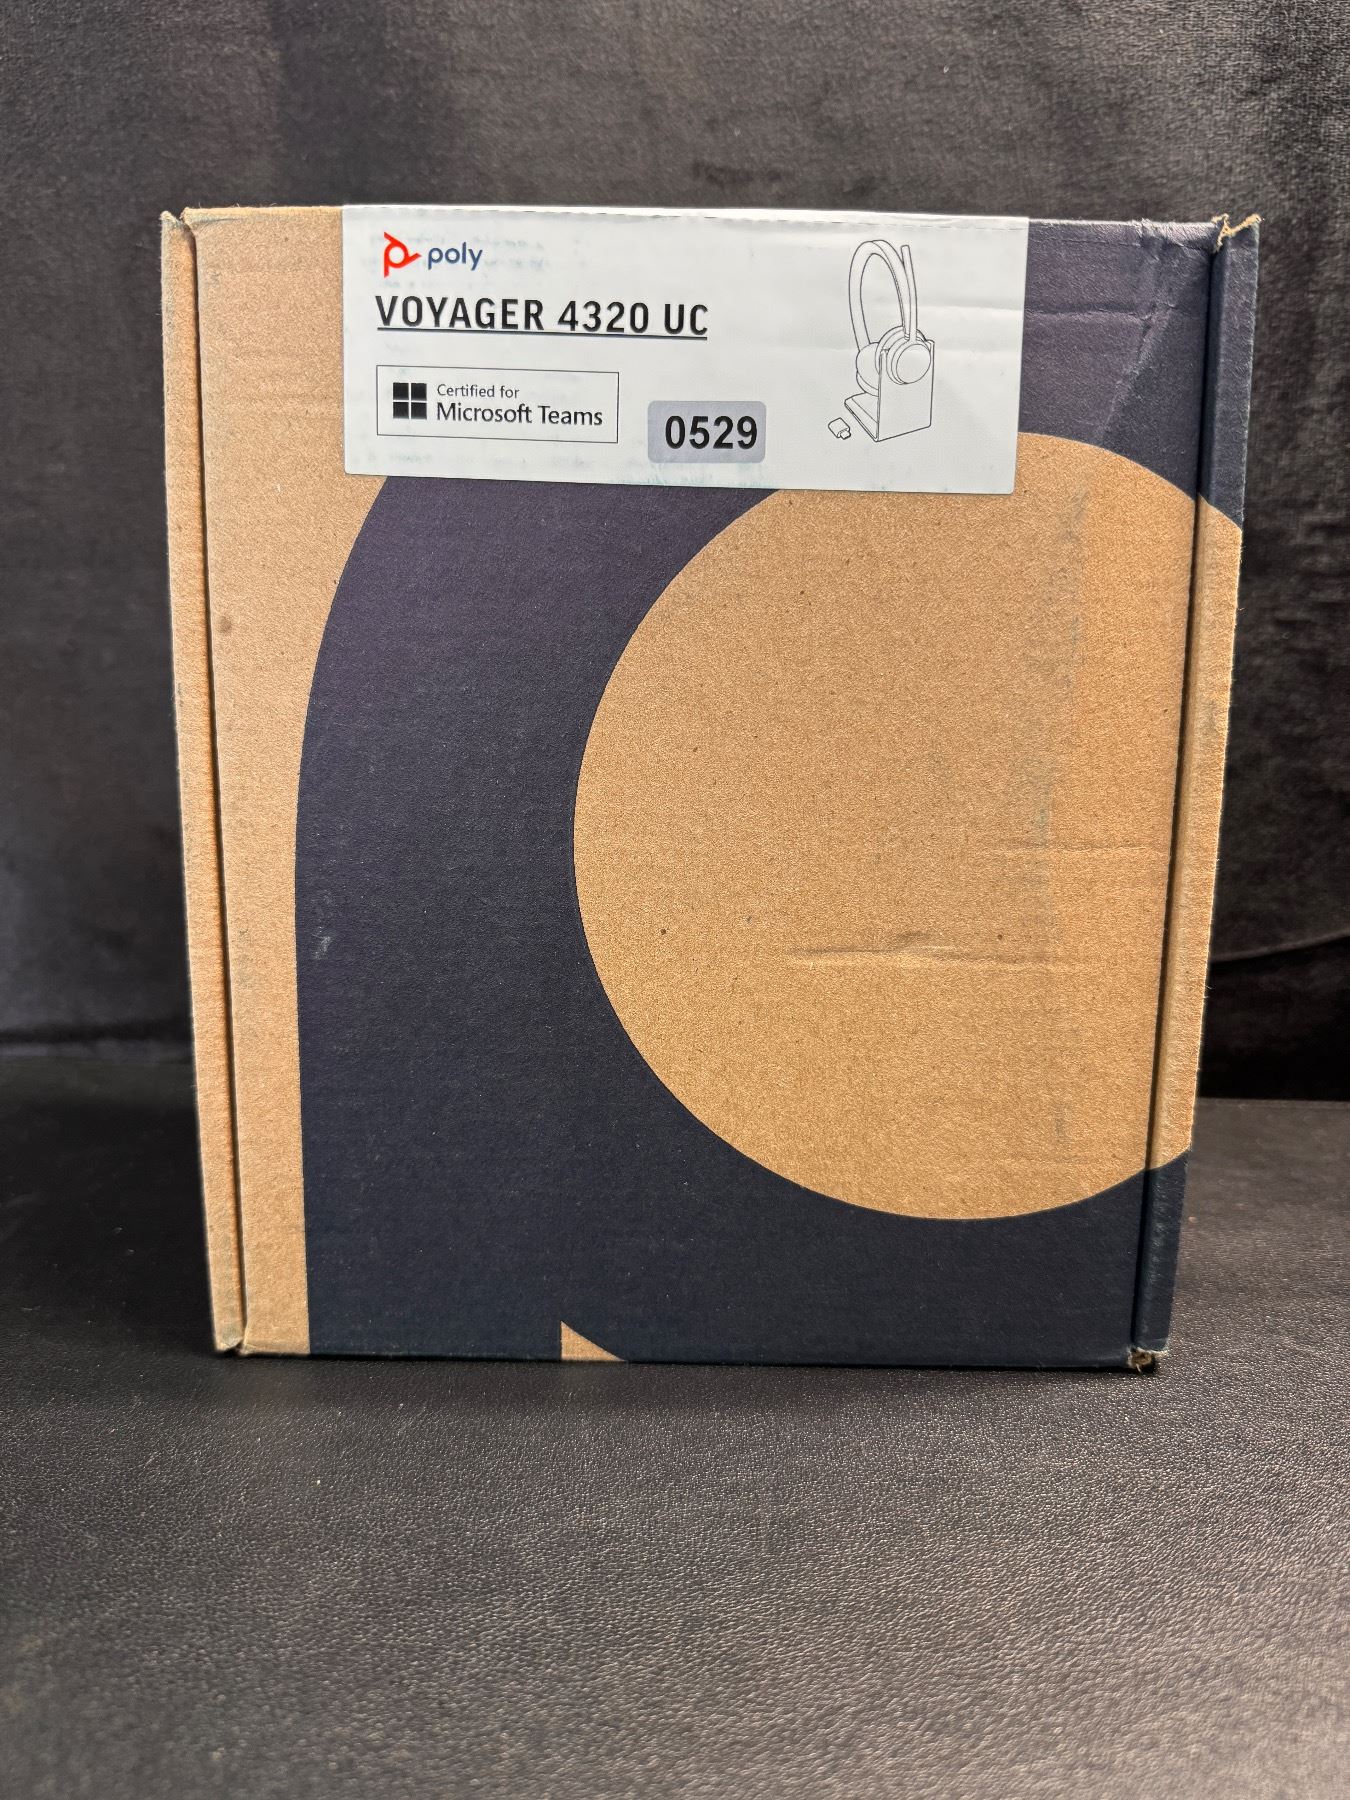 poly
VOYAGER 4320 UC
Certified for
Microsoft Teams
0529